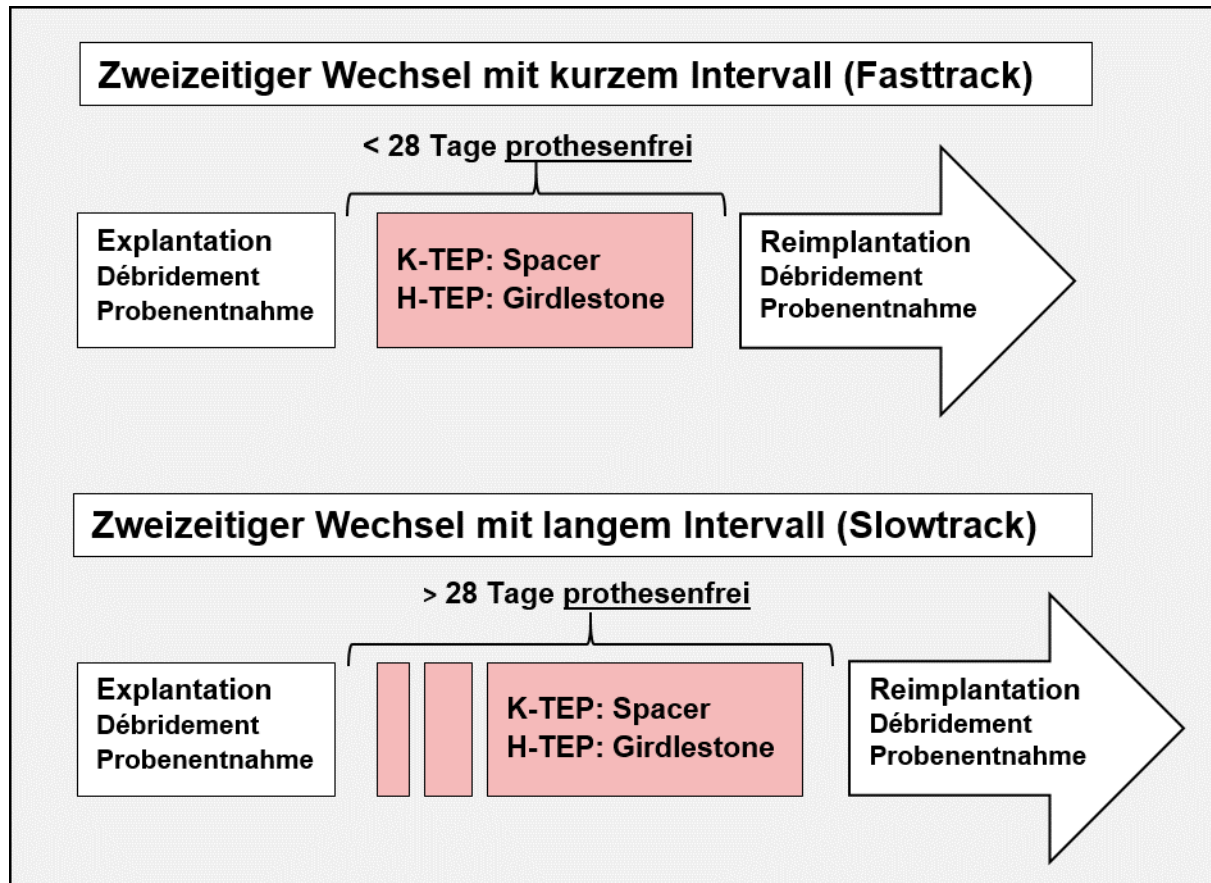 Zweizeitiger Wechsel mit kurzem Intervall (Fasttrack)
< 28 Tage prothesenfrei
Explantation
Débridement
Probenentnahme
K-TEP: Spacer
H-TEP: Girdlestone
Reimplantation
Débridement
Probenentnahme
Zweizeitiger Wechsel mit langem Intervall (Slowtrack)
> 28 Tage prothesenfrei
Explantation
Débridement
Probenentnahme
K-TEP: Spacer
H-TEP: Girdlestone
Reimplantation
Débridement
Probenentnahme